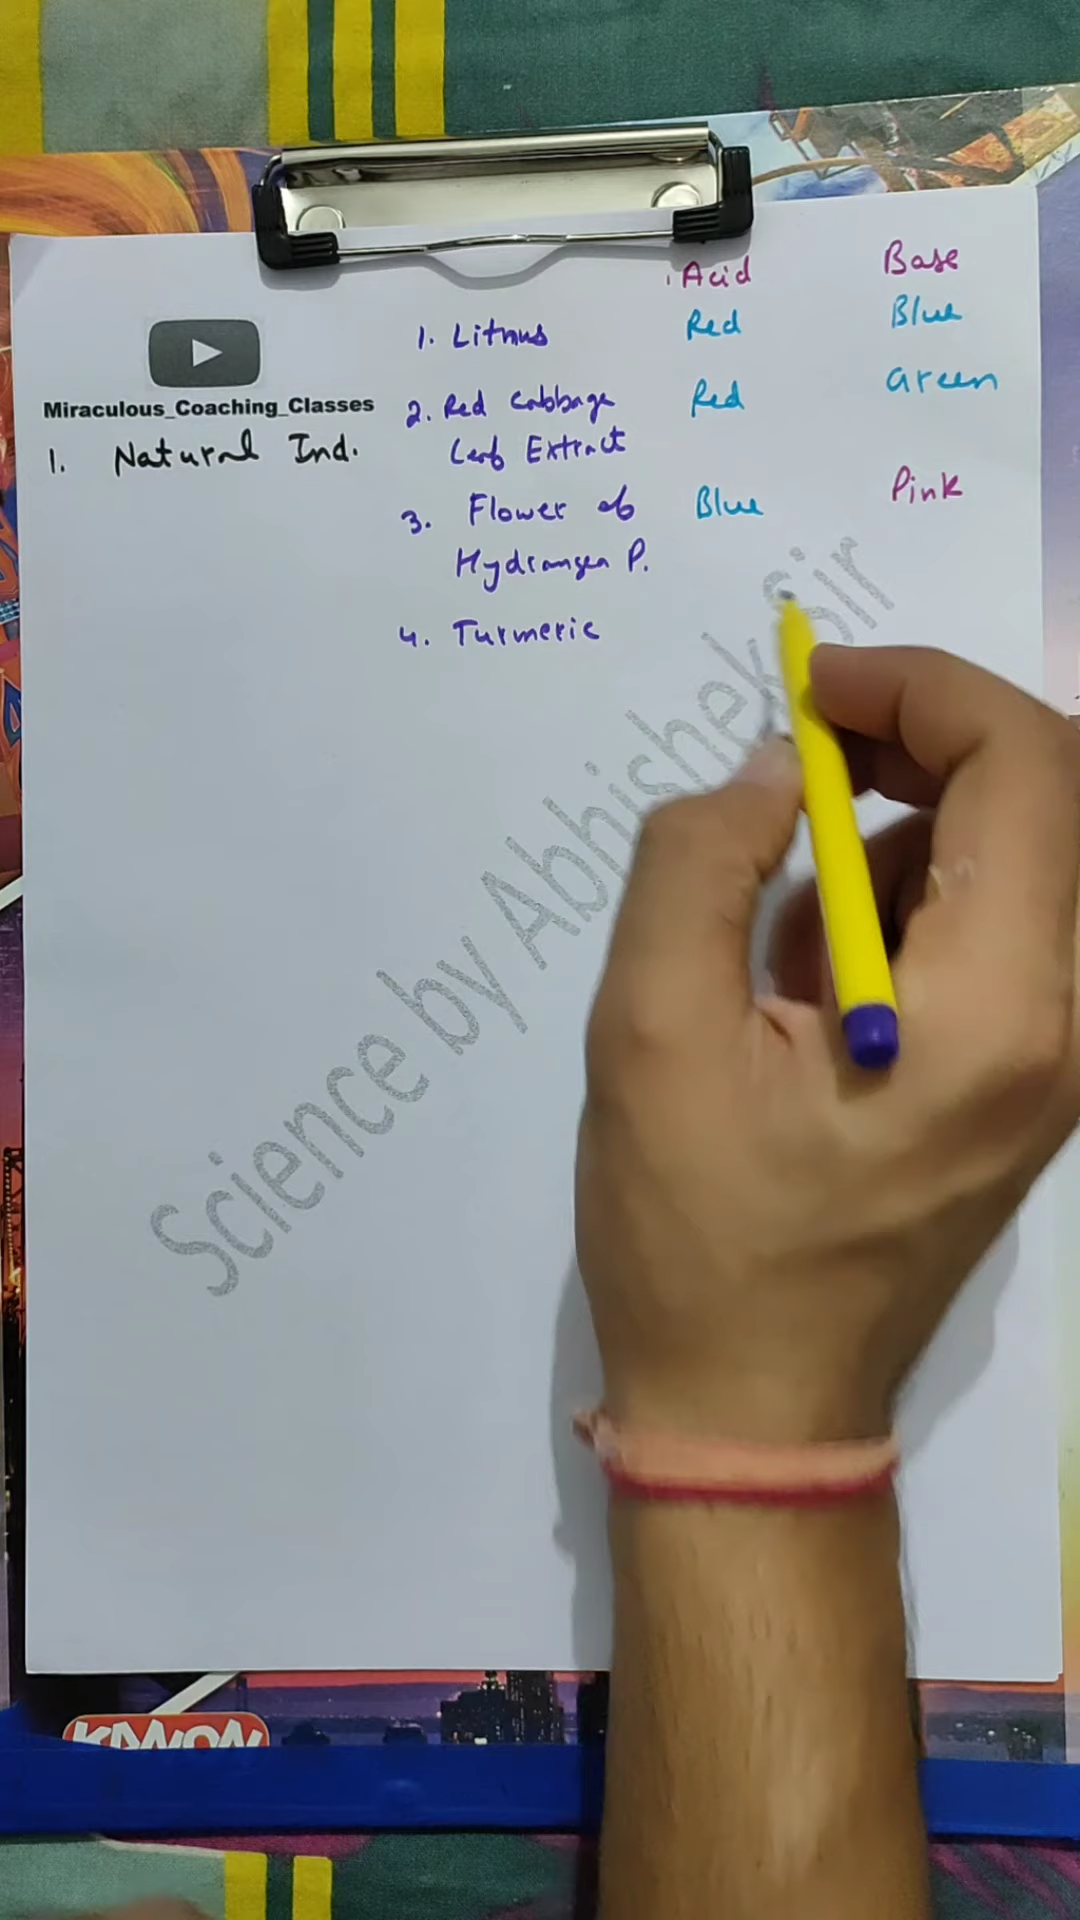 Acid Base
1. Litmus Red Blue
Miraculous_Coaching_Classes
2. Red Cabbage Red Green
Leaf Extract
1. Natural Ind.
3. Flower of Blue Pink
Hydrangea P.
4. Turmeric
Science by Abhishek Sir
KIWON